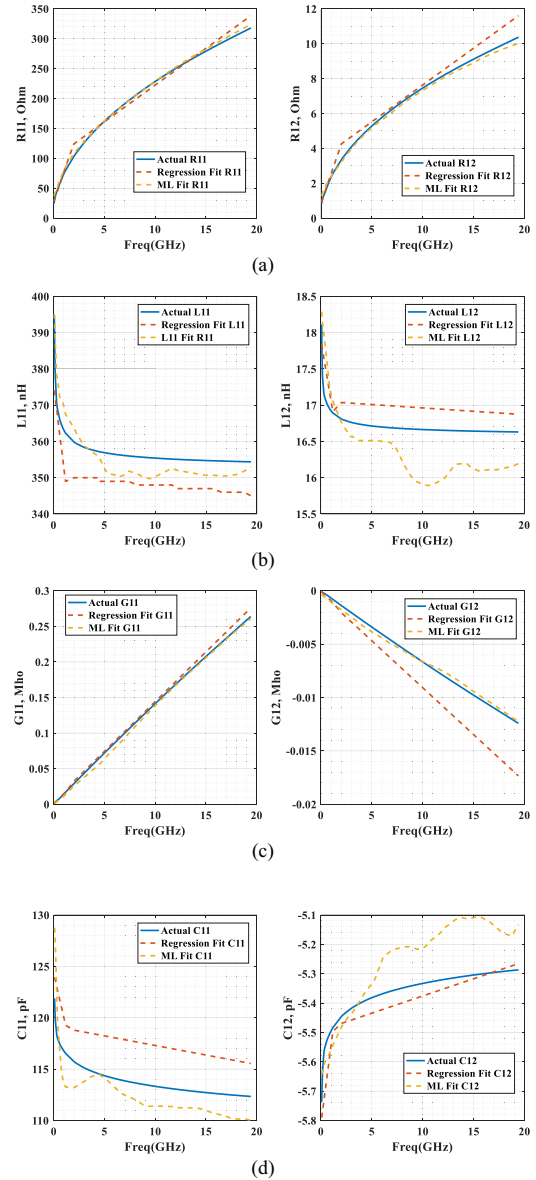 350
300
250
200
150
100
50
0
R11, Ohm
Actual R11
Regression Fit R11
ML Fit R11
0 5 10 15 20
Freq(GHz)
12
10
8
6
4
2
0
R12, Ohm
Actual R12
Regression Fit R12
ML Fit R12
0 5 10 15 20
Freq(GHz)
(a)
400
390
380
370
360
350
340
L11, nH
Actual L11
Regression Fit L11
L11 Fit R11
0 5 10 15 20
Freq(GHz)
18.5
18
17.5
17
16.5
16
15.5
L12, nH
Actual L12
Regression Fit L12
ML Fit L12
0 5 10 15 20
Freq(GHz)
(b)
0.3
0.25
0.2
0.15
0.1
0.05
0
G11, Mho
Actual G11
Regression Fit G11
ML Fit G11
0 5 10 15 20
Freq(GHz)
0
-0.005
-0.01
-0.015
-0.02
G12, Mho
Actual G12
Regression Fit G12
ML Fit G12
0 5 10 15 20
Freq(GHz)
(c)
130
125
120
115
110
C11, pF
Actual C11
Regression Fit C11
ML Fit C11
0 5 10 15 20
Freq(GHz)
-5.1
-5.2
-5.3
-5.4
-5.5
-5.6
-5.7
-5.8
C12, pF
Actual C12
Regression Fit C12
ML Fit C12
0 5 10 15 20
Freq(GHz)
(d)